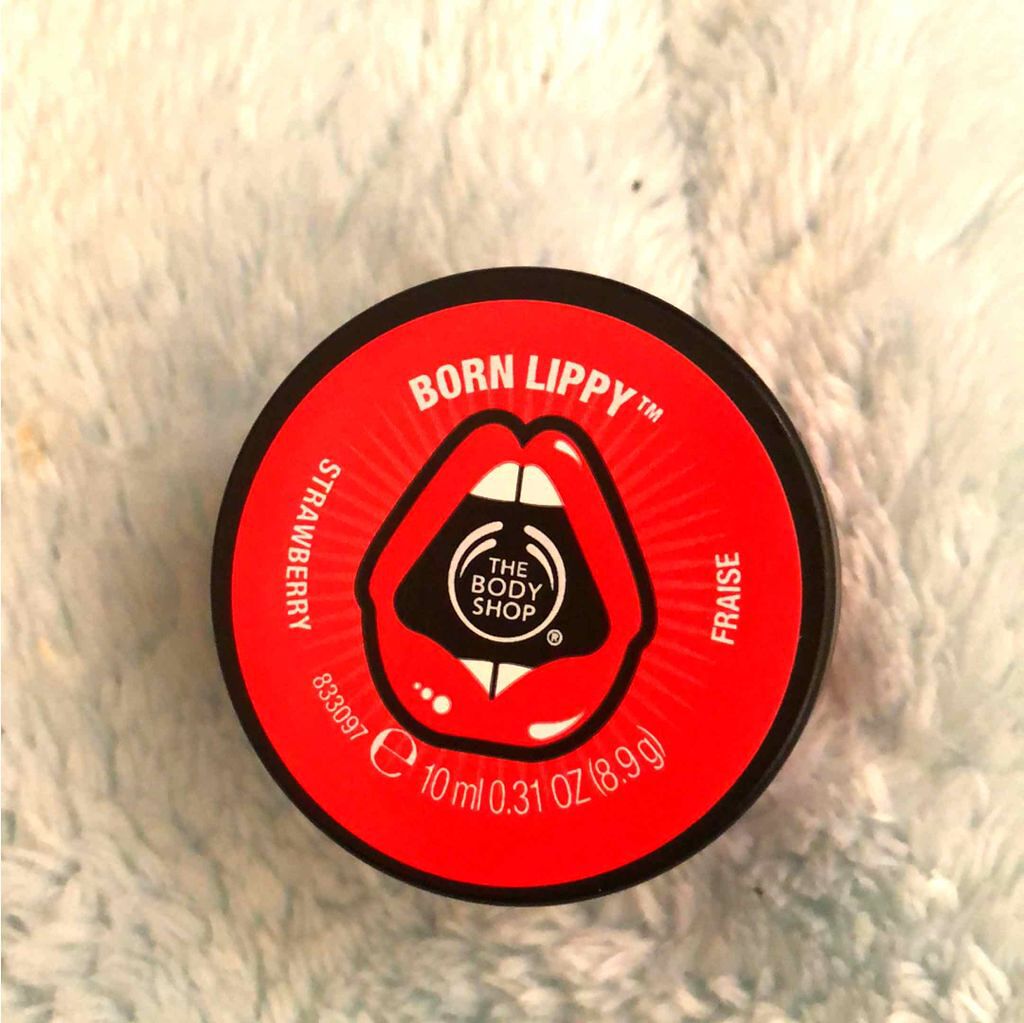 BORN LIPPY™
STRAWBERRY
FRAISE
THE
BODY
SHOP
®
833097 ℮ 10 ml 0.31 OZ (8.9 g)